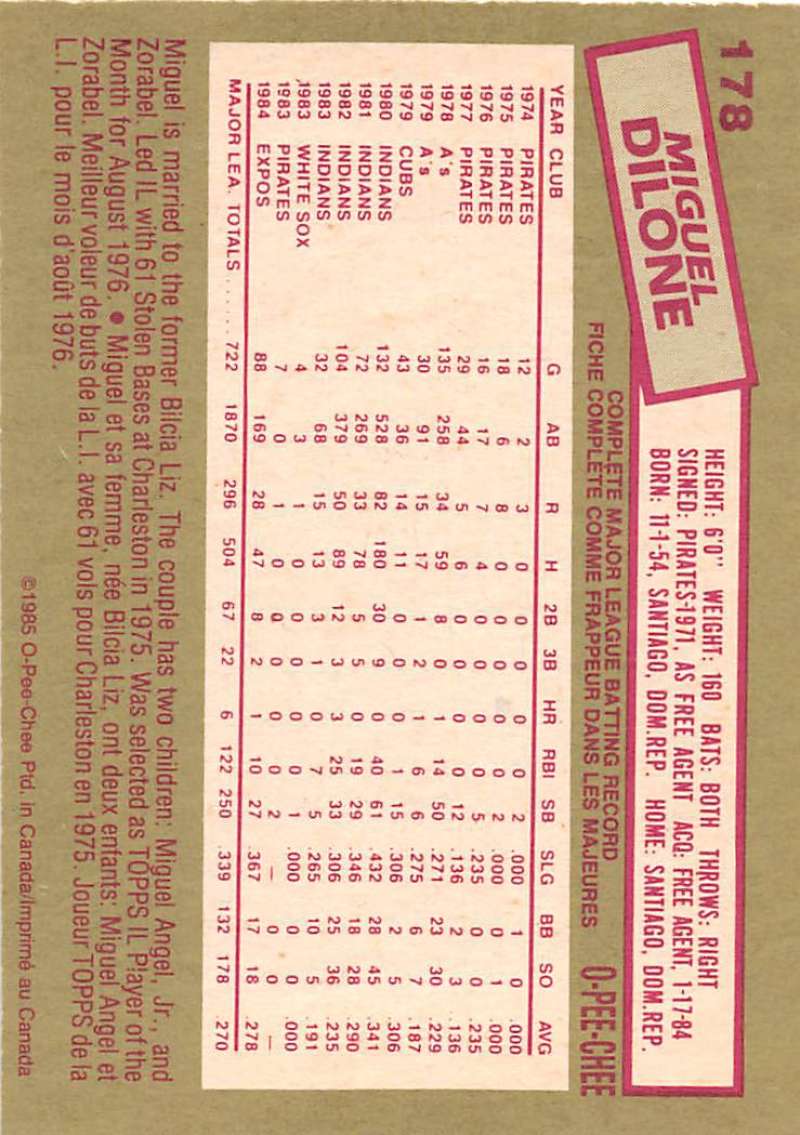 178
MIGUEL
DILONE
HEIGHT: 6'0" WEIGHT: 160 BATS: BOTH THROWS: RIGHT
SIGNED: PIRATES-1971, AS FREE AGENT ACQ: FREE AGENT, 1-17-84
BORN: 11-1-54, SANTIAGO, DOM.REP. HOME: SANTIAGO, DOM.REP.
COMPLETE MAJOR LEAGUE BATTING RECORD
FICHE COMPLÈTE COMME FRAPPEUR DANS LES MAJEURES O-PEE-CHEE
YEAR CLUB G AB R H 2B 3B HR RBI SB SLG BB SO AVG
1974 PIRATES 12 2 3 0 0 0 0 0 2 .000 1 0 .000
1975 PIRATES 18 6 8 0 0 0 0 0 2 .000 0 1 .000
1976 PIRATES 16 17 7 4 0 0 0 0 5 .235 0 0 .235
1977 PIRATES 29 44 5 6 0 0 0 0 12 .136 2 3 .136
1978 A's 135 258 34 59 8 0 1 14 50 .271 23 30 .229
1979 A's 30 91 15 17 1 2 1 6 6 .275 6 7 .187
1979 CUBS 43 36 14 11 0 0 0 1 15 .306 2 5 .306
1980 INDIANS 132 528 82 180 30 9 0 40 61 .432 28 45 .341
1981 INDIANS 72 269 33 78 5 5 0 19 29 .346 18 28 .290
1982 INDIANS 104 379 50 89 12 3 3 25 33 .306 25 36 .235
1983 INDIANS 32 68 15 13 3 1 0 7 5 .265 10 5 .191
1983 WHITE SOX 4 3 1 0 0 0 0 0 1 .000 0 0 .000
1983 PIRATES 7 0 1 0 0 0 0 0 2 — 0 0 —
1984 EXPOS 88 169 28 47 8 2 1 10 27 .367 17 18 .278
MAJOR LEA. TOTALS...... 722 1870 296 504 67 22 6 122 250 .339 132 178 .270
Miguel is married to the former Bilcia Liz. The couple has two children: Miguel Angel, Jr., and
Zorabel. Led IL with 61 Stolen Bases at Charleston in 1975. Was selected as TOPPS IL Player of the
Month for August 1976. • Miguel et sa femme, née Bilcia Liz, ont deux enfants: Miguel Angel et
Zorabel. Meilleur voleur de buts de la L.I. avec 61 vols pour Charleston en 1975. Joueur TOPPS de la
L.I. pour le mois d'août 1976.
©1985 O-Pee-Chee Ptd. in Canada/Imprimé au Canada